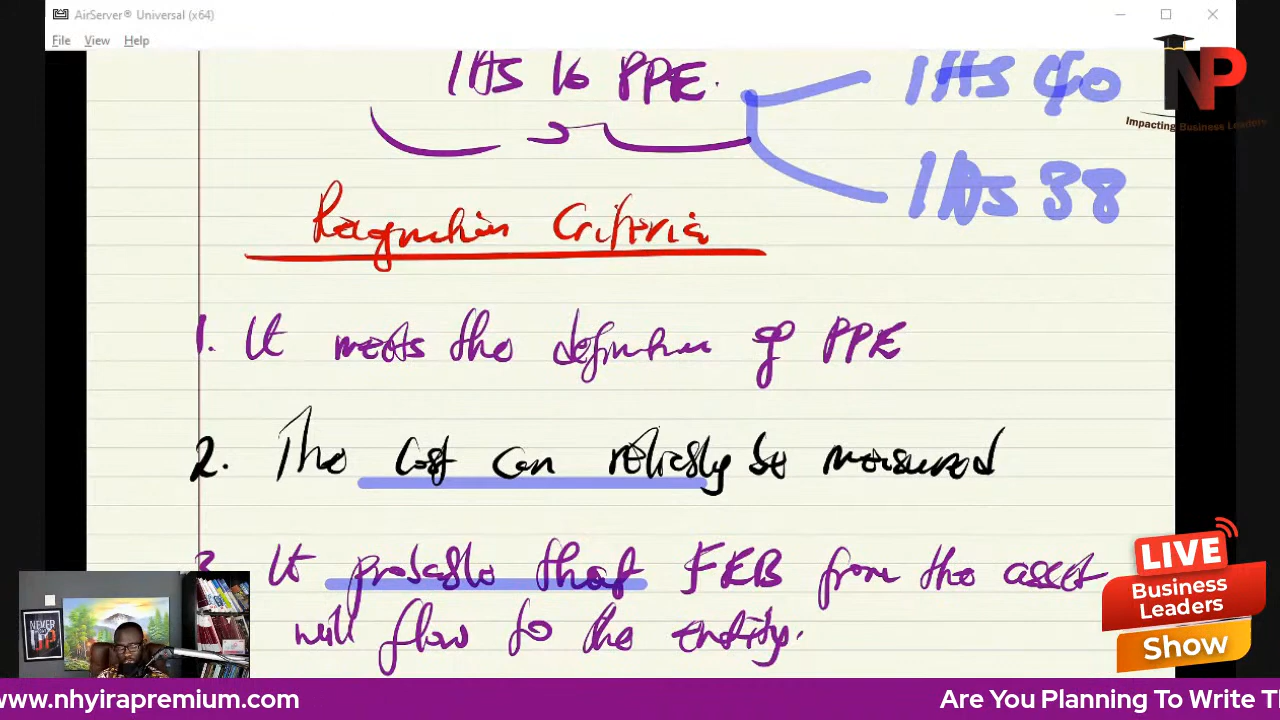 AirServer® Universal (x64)
File View Help
IAS 16 PPE.
IAS 40
IAS 38
NP
Impacting Business Leaders
Recognition Criteria
1. It meets the definition of PPE
2. The Cost can reliably be measured
3. It probable that FEB from the asset
will flow to the entity.
NEVER
UP
LIVE
Business
Leaders
Show
www.nhyirapremium.com
Are You Planning To Write T